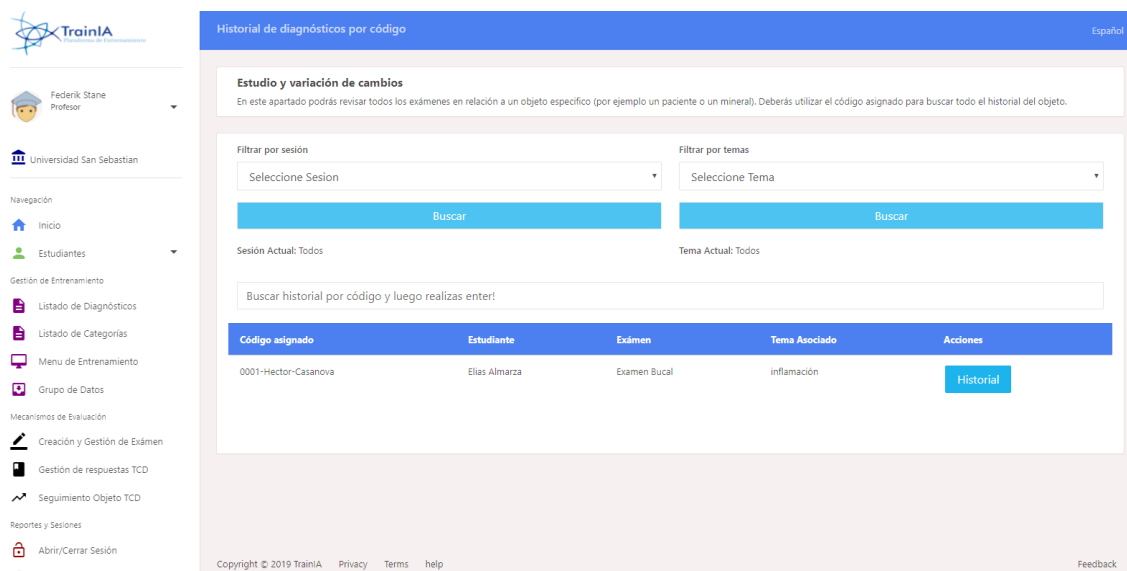 TrainIA
Plataforma de Entrenamiento
Federik Stane
Profesor
Universidad San Sebastian
Navegación
Inicio
Estudiantes
Gestión de Entrenamiento
Listado de Diagnósticos
Listado de Categorías
Menu de Entrenamiento
Grupo de Datos
Mecanismos de Evaluación
Creación y Gestión de Exámen
Gestión de respuestas TCD
Seguimiento Objeto TCD
Reportes y Sesiones
Abrir/Cerrar Sesión
Historial de diagnósticos por código
Español
Estudio y variación de cambios
En este apartado podrás revisar todos los exámenes en relación a un objeto especifico (por ejemplo un paciente o un mineral). Deberás utilizar el código asignado para buscar todo el historial del objeto.
Filtrar por sesión
Filtrar por temas
Seleccione Sesion
Seleccione Tema
Buscar
Buscar
Sesión Actual: Todos
Tema Actual: Todos
Buscar historial por código y luego realizas enter!
Código asignado Estudiante Exámen Tema Asociado Acciones
0001-Hector-Casanova Elias Almarza Examen Bucal inflamación Historial
Copyright © 2019 TrainIA Privacy Terms help
Feedback